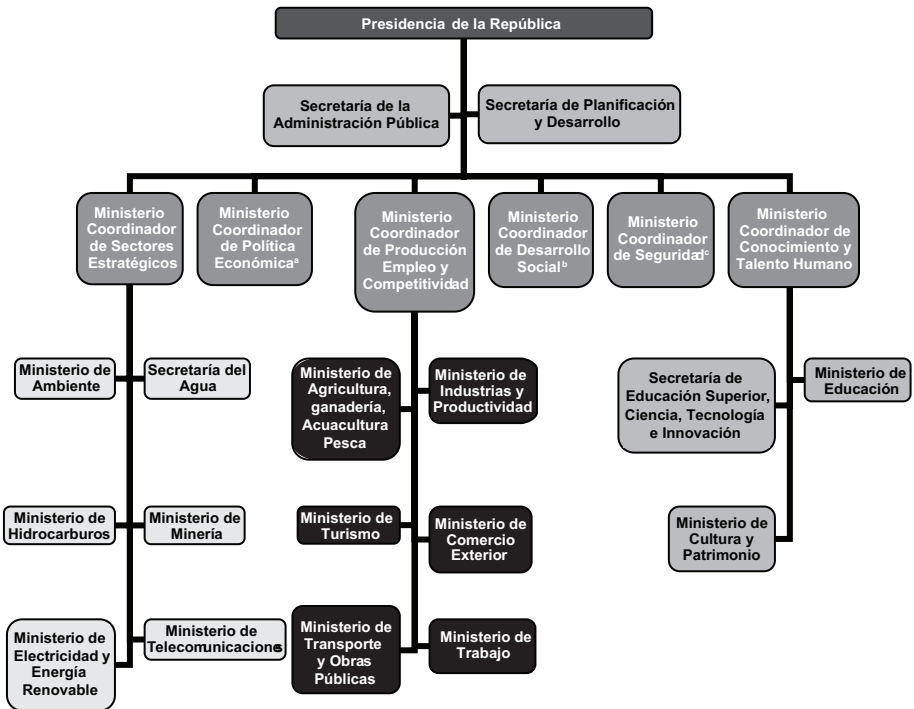 Presidencia de la República
Secretaría de la
Administración Pública
Secretaría de Planificación
y Desarrollo
Ministerio
Coordinador
de Sectores
Estratégicos
Ministerio
Coordinador
de Política
Económicaᵃ
Ministerio
Coordinador
de Producción
Empleo y
Competitividad
Ministerio
Coordinador
de Desarrollo
Socialᵇ
Ministerio
Coordinador
de Seguridadᶜ
Ministerio
Coordinador de
Conocimiento y
Talento Humano
Ministerio de
Ambiente
Secretaría del
Agua
Ministerio de
Hidrocarburos
Ministerio de
Minería
Ministerio de
Electricidad y
Energía
Renovable
Ministerio de
Telecomunicaciones
Ministerio de
Agricultura,
ganadería,
Acuacultura
Pesca
Ministerio de
Industrias y
Productividad
Ministerio de
Turismo
Ministerio de
Comercio
Exterior
Ministerio de
Transporte
y Obras
Públicas
Ministerio de
Trabajo
Secretaría de
Educación Superior,
Ciencia, Tecnología
e Innovación
Ministerio de
Educación
Ministerio de
Cultura y
Patrimonio